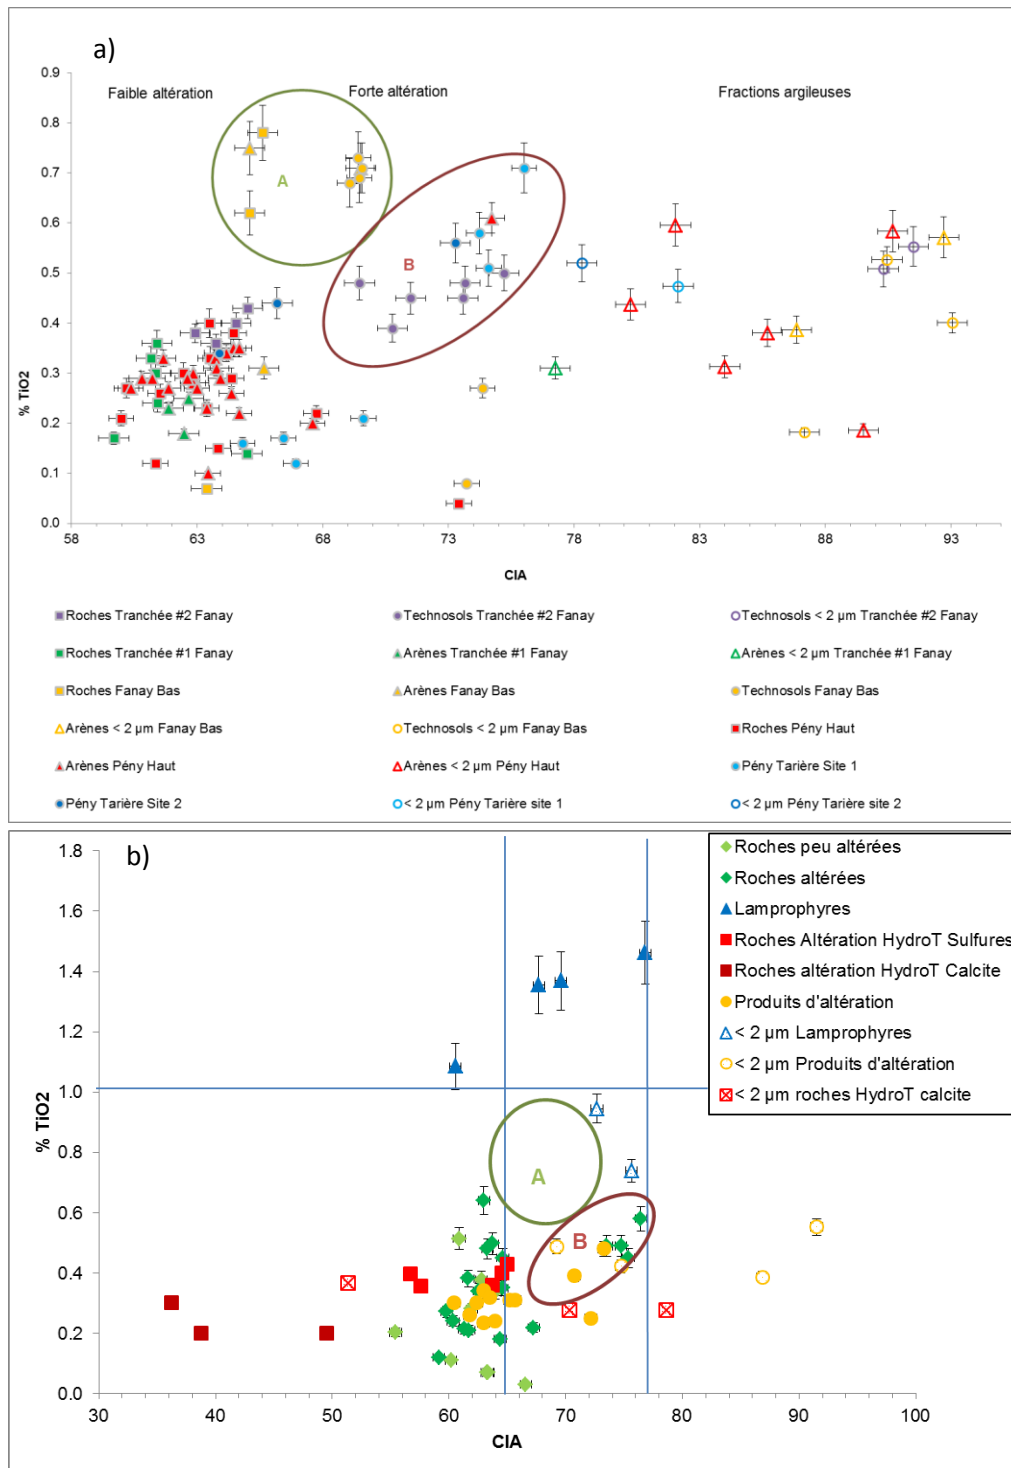 a)
0.9
Faible altération Forte altération Fractions argileuses
0.8
0.7
A
0.6
0.5
B
0.4
0.3
0.2
0.1
0.0
% TiO2
58 63 68 73 78 83 88 93
CIA
Roches Tranchée #2 Fanay Technosols Tranchée #2 Fanay Technosols < 2 µm Tranchée #2 Fanay
Roches Tranchée #1 Fanay Arènes Tranchée #1 Fanay Arènes < 2 µm Tranchée #1 Fanay
Roches Fanay Bas Arènes Fanay Bas Technosols Fanay Bas
Arènes < 2 µm Fanay Bas Technosols < 2 µm Fanay Bas Roches Pény Haut
Arènes Pény Haut Arènes < 2 µm Pény Haut Pény Tarière Site 1
Pény Tarière Site 2 < 2 µm Pény Tarière site 1 < 2 µm Pény Tarière site 2
b)
1.8
1.6
1.4
1.2
1.0
0.8
A
0.6
B
0.4
0.2
0.0
% TiO2
30 40 50 60 70 80 90 100
CIA
Roches peu altérées
Roches altérées
Lamprophyres
Roches Altération HydroT Sulfures
Roches altération HydroT Calcite
Produits d'altération
< 2 µm Lamprophyres
< 2 µm Produits d'altération
< 2 µm roches HydroT calcite